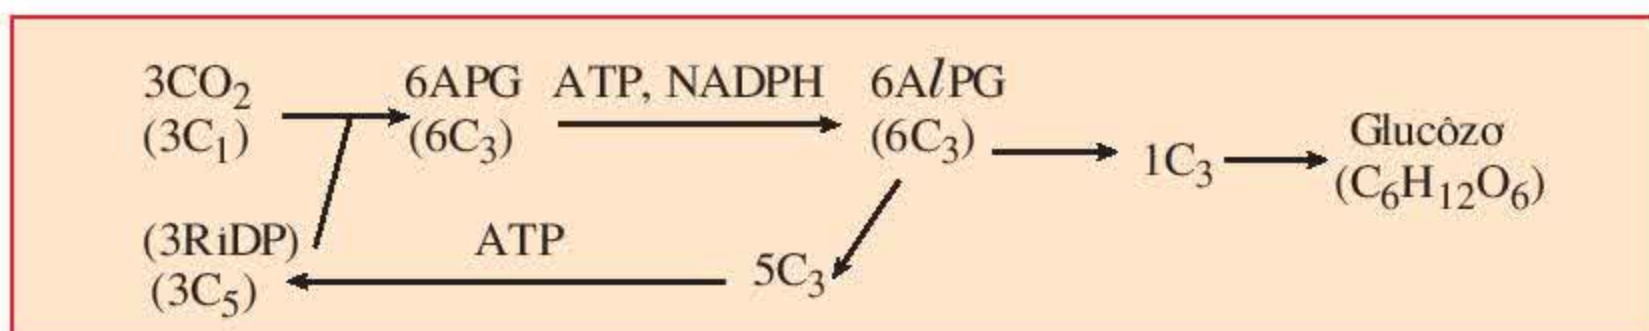 3CO₂ 6APG ATP, NADPH 6AlPG
(3C₁) (6C₃) (6C₃) 1C₃ Glucôzơ
(C₆H₁₂O₆)
(3RiDP) ATP
(3C₅) 5C₃